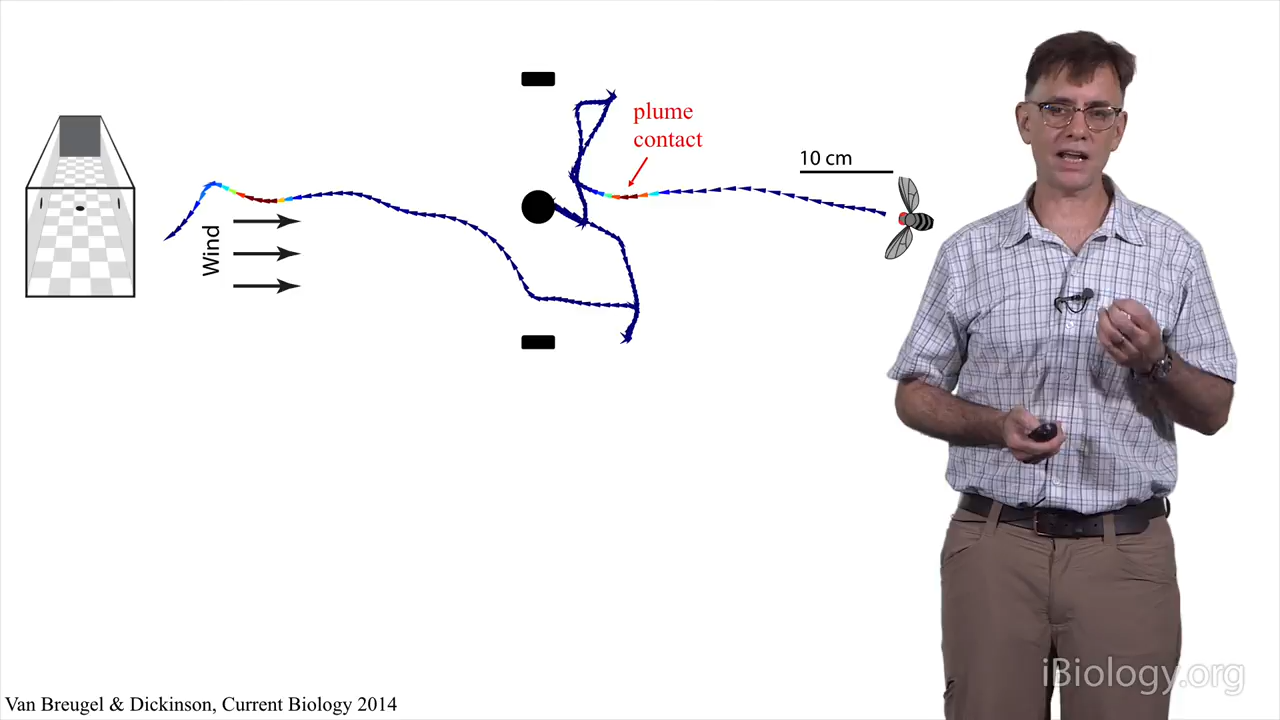 plume
contact
10 cm
Wind
iBiology.org
Van Breugel & Dickinson, Current Biology 2014